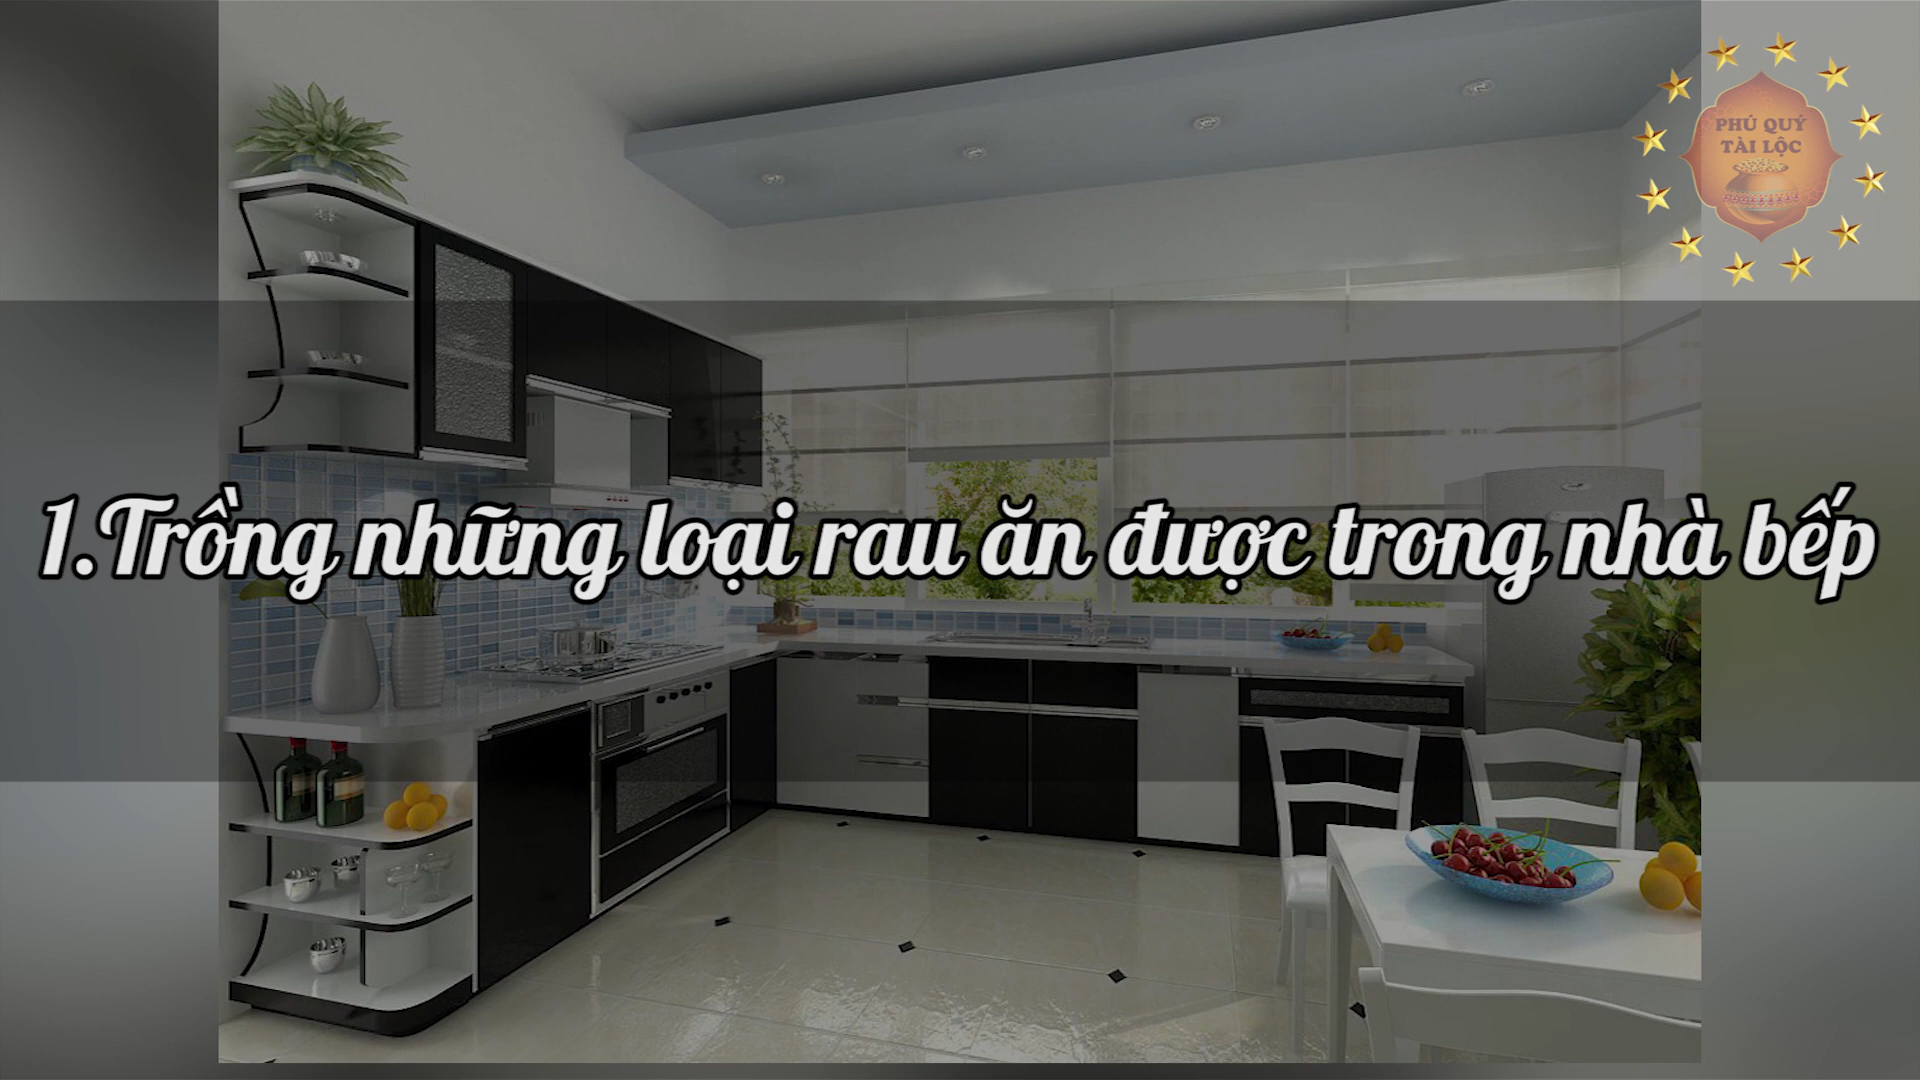 PHÚ QUÝ
TÀI LỘC
1.Trồng những loại rau ăn được trong nhà bếp